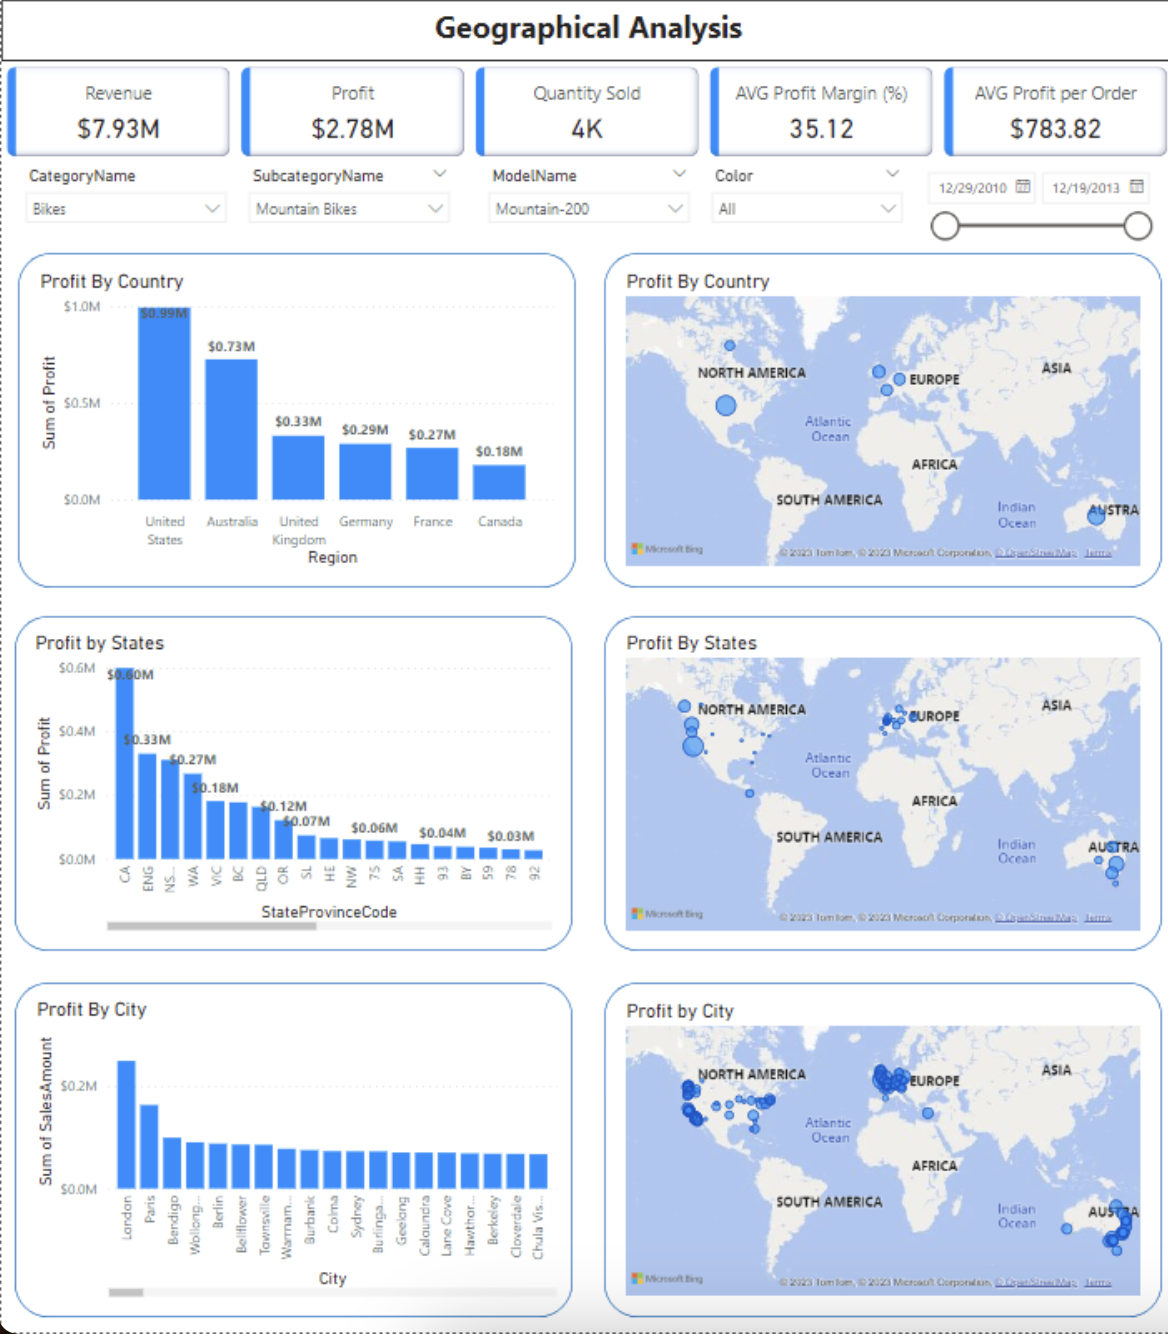 Geographical Analysis
Revenue
$7.93M
Profit
$2.78M
Quantity Sold
4K
AVG Profit Margin (%)
35.12
AVG Profit per Order
$783.82
CategoryName
Bikes
SubcategoryName
Mountain Bikes
ModelName
Mountain-200
Color
All
12/29/2010
12/19/2013
Profit By Country
Sum of Profit
$1.0M
$0.5M
$0.0M
$0.99M
$0.73M
$0.33M
$0.29M
$0.27M
$0.18M
United
States
Australia
United
Kingdom
Germany
France
Canada
Region
Profit By Country
NORTH AMERICA
EUROPE
ASIA
Atlantic
Ocean
AFRICA
SOUTH AMERICA
Indian
Ocean
AUSTRA
Microsoft Bing
© 2023 TomTom, © 2023 Microsoft Corporation, © OpenStreetMap Terms
Profit by States
Sum of Profit
$0.6M
$0.4M
$0.2M
$0.0M
$0.60M
$0.33M
$0.27M
$0.18M
$0.12M
$0.07M
$0.06M
$0.04M
$0.03M
CA
ENG
NS...
WA
VIC
BC
QLD
OR
SL
HE
NW
75
SA
HH
93
BY
59
78
92
StateProvinceCode
Profit By States
NORTH AMERICA
EUROPE
ASIA
Atlantic
Ocean
AFRICA
SOUTH AMERICA
Indian
Ocean
AUSTRA
Microsoft Bing
© 2023 TomTom, © 2023 Microsoft Corporation, © OpenStreetMap Terms
Profit By City
Sum of SalesAmount
$0.2M
$0.0M
London
Paris
Bendigo
Wollong...
Berlin
Bellflower
Townsville
Warrnam...
Burbank
Colma
Sydney
Burlinga...
Geelong
Caloundra
Lane Cove
Hawthor...
Berkeley
Cloverdale
Chula Vis...
City
Profit by City
NORTH AMERICA
EUROPE
ASIA
Atlantic
Ocean
AFRICA
SOUTH AMERICA
Indian
Ocean
AUSTRA
Microsoft Bing
© 2023 TomTom, © 2023 Microsoft Corporation, © OpenStreetMap Terms